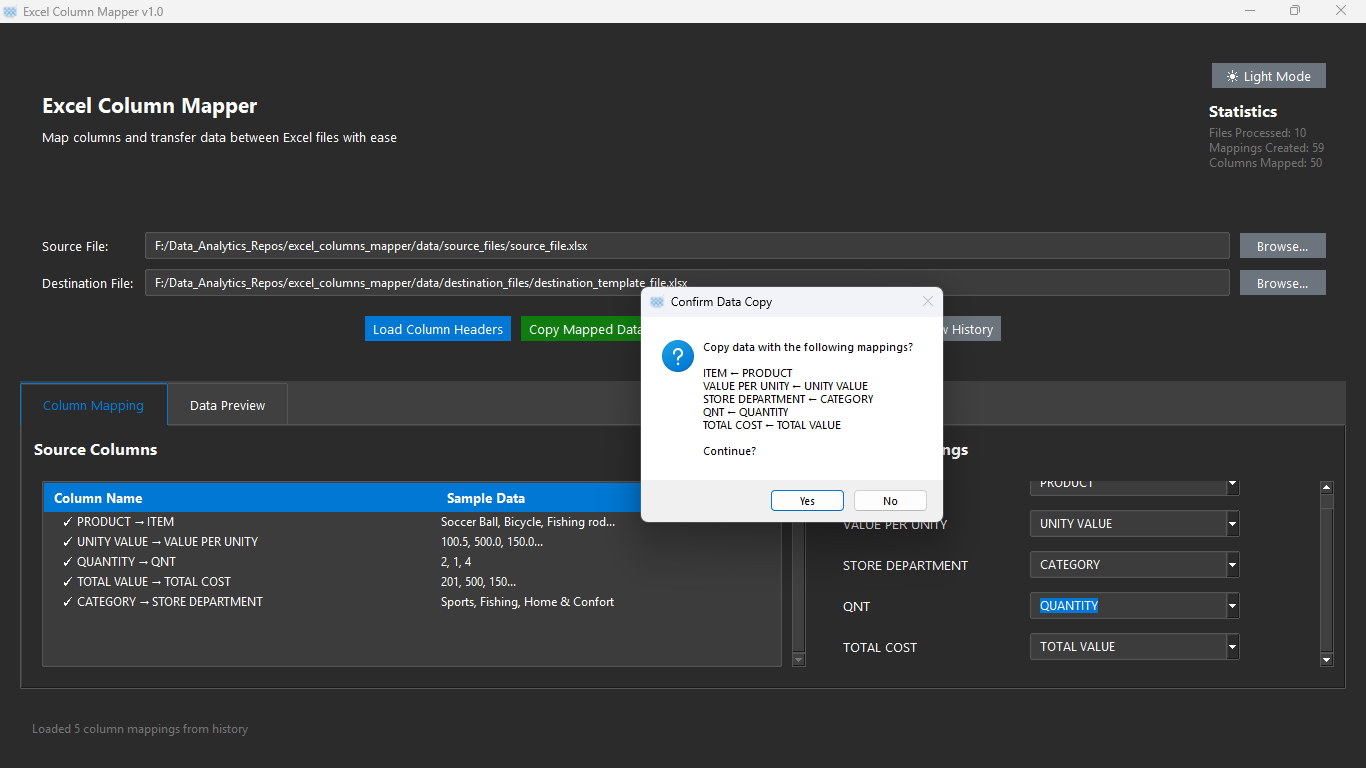 Excel Column Mapper v1.0
☀ Light Mode
Excel Column Mapper
Map columns and transfer data between Excel files with ease
Statistics
Files Processed: 10
Mappings Created: 59
Columns Mapped: 50
Source File:
F:/Data_Analytics_Repos/excel_columns_mapper/data/source_files/source_file.xlsx
Browse...
Destination File:
F:/Data_Analytics_Repos/excel_columns_mapper/data/destination_files/destination_template_file.xlsx
Browse...
Load Column Headers
Copy Mapped Data
History
Confirm Data Copy
Copy data with the following mappings?
ITEM ← PRODUCT
VALUE PER UNITY ← UNITY VALUE
STORE DEPARTMENT ← CATEGORY
QNT ← QUANTITY
TOTAL COST ← TOTAL VALUE
Continue?
Yes
No
Column Mapping
Data Preview
Source Columns
Column Name Sample Data
✓ PRODUCT → ITEM Soccer Ball, Bicycle, Fishing rod...
✓ UNITY VALUE → VALUE PER UNITY 100.5, 500.0, 150.0...
✓ QUANTITY → QNT 2, 1, 4
✓ TOTAL VALUE → TOTAL COST 201, 500, 150...
✓ CATEGORY → STORE DEPARTMENT Sports, Fishing, Home & Confort
PRODUCT
VALUE PER UNITY UNITY VALUE
STORE DEPARTMENT CATEGORY
QNT QUANTITY
TOTAL COST TOTAL VALUE
Loaded 5 column mappings from history